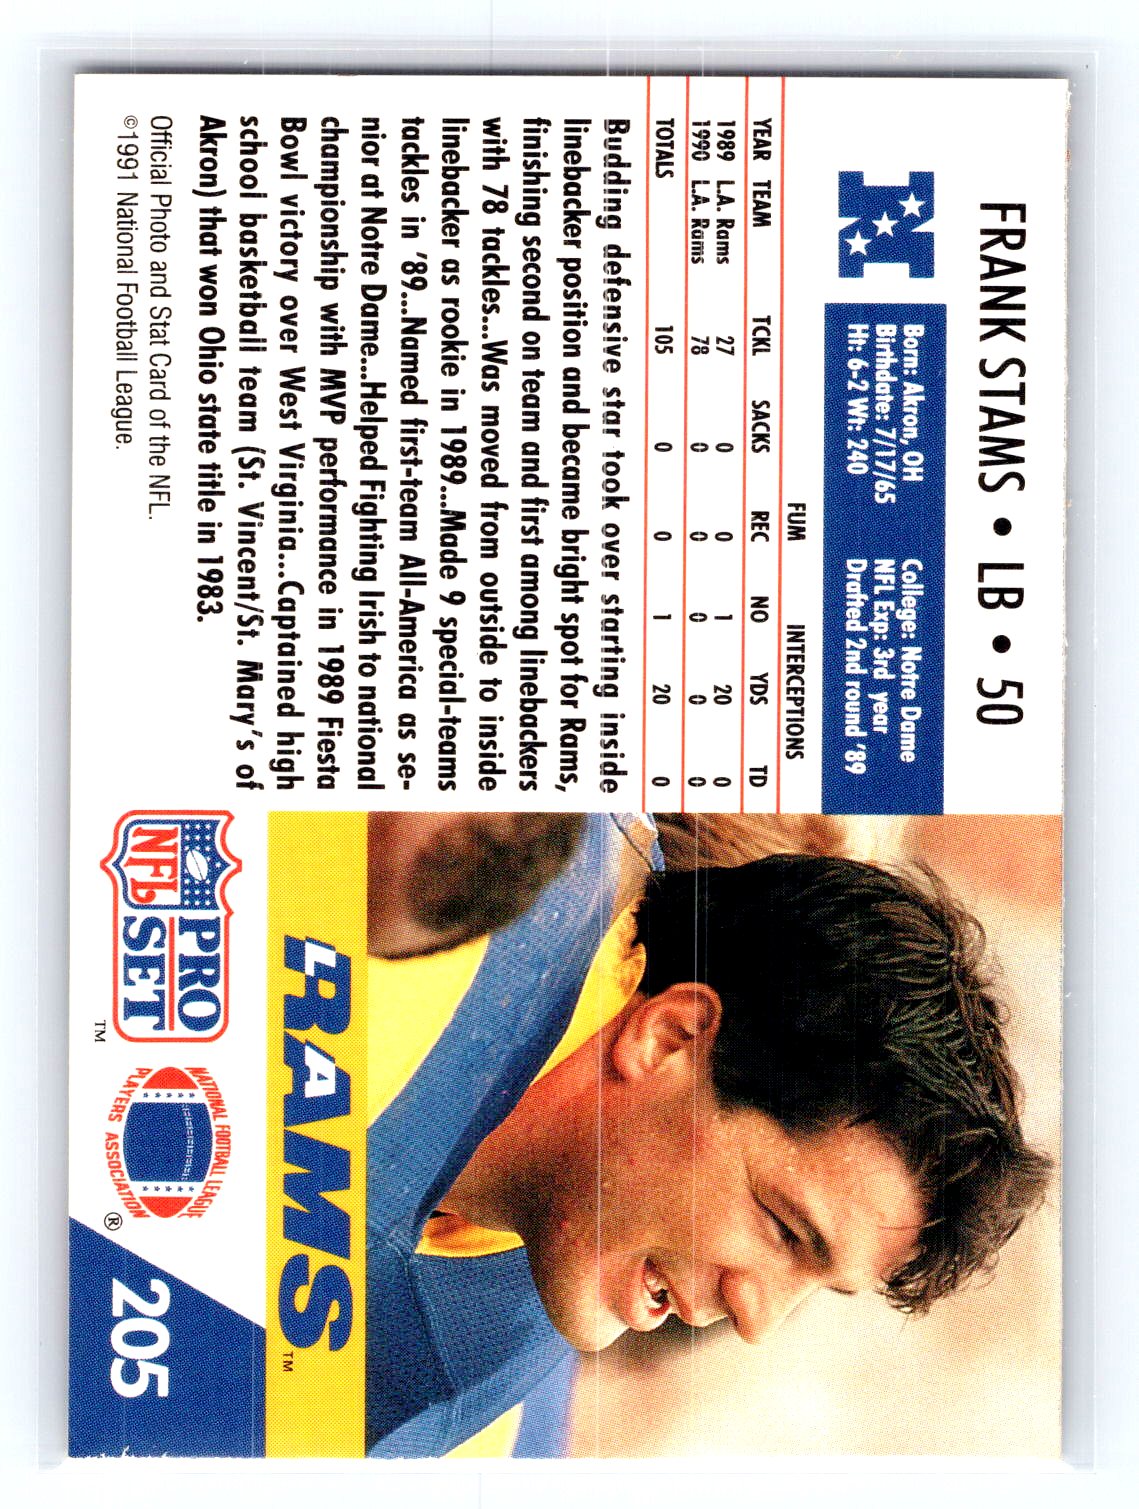 FRANK STAMS • LB • 50
N
Born: Akron, OH
Birthdate: 7/17/65
Ht: 6-2 Wt: 240
College: Notre Dame
NFL Exp: 3rd year
Drafted 2nd round '89
FUM INTERCEPTIONS
YEAR TEAM TCKL SACKS REC NO YDS TD
1989 L.A. Rams 27 0 0 1 20 0
1990 L.A. Rams 78 0 0 0 0 0
TOTALS 105 0 0 1 20 0
Budding defensive star took over starting inside
linebacker position and became bright spot for Rams,
finishing second on team and first among linebackers
with 78 tackles...Was moved from outside to inside
linebacker as rookie in 1989...Made 9 special-teams
tackles in '89...Named first-team All-America as se-
nior at Notre Dame...Helped Fighting Irish to national
championship with MVP performance in 1989 Fiesta
Bowl victory over West Virginia...Captained high
school basketball team (St. Vincent/St. Mary's of
Akron) that won Ohio state title in 1983.
Official Photo and Stat Card of the NFL.
©1991 National Football League.
RAMS™
PRO
NFL SET™
NATIONAL FOOTBALL LEAGUE
PLAYERS ASSOCIATION®
205